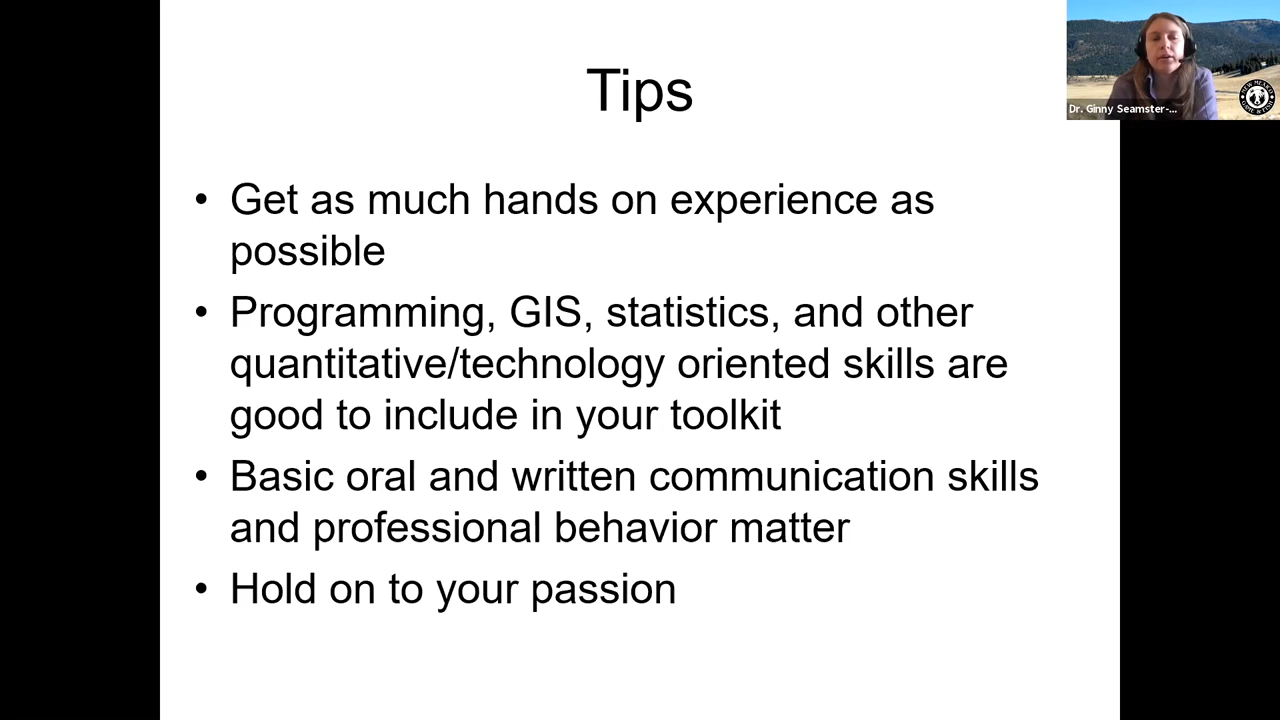 Tips
• Get as much hands on experience as
possible
• Programming, GIS, statistics, and other
quantitative/technology oriented skills are
good to include in your toolkit
• Basic oral and written communication skills
and professional behavior matter
• Hold on to your passion
Dr. Ginny Seamster-...